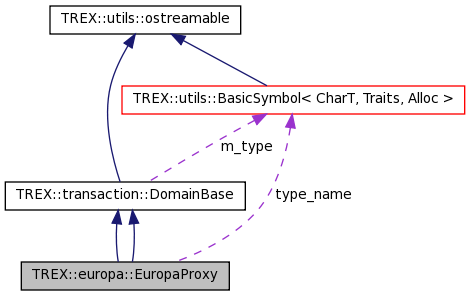 TREX::utils::ostreamable
TREX::utils::BasicSymbol< CharT, Traits, Alloc >
m_type
TREX::transaction::DomainBase
type_name
TREX::europa::EuropaProxy